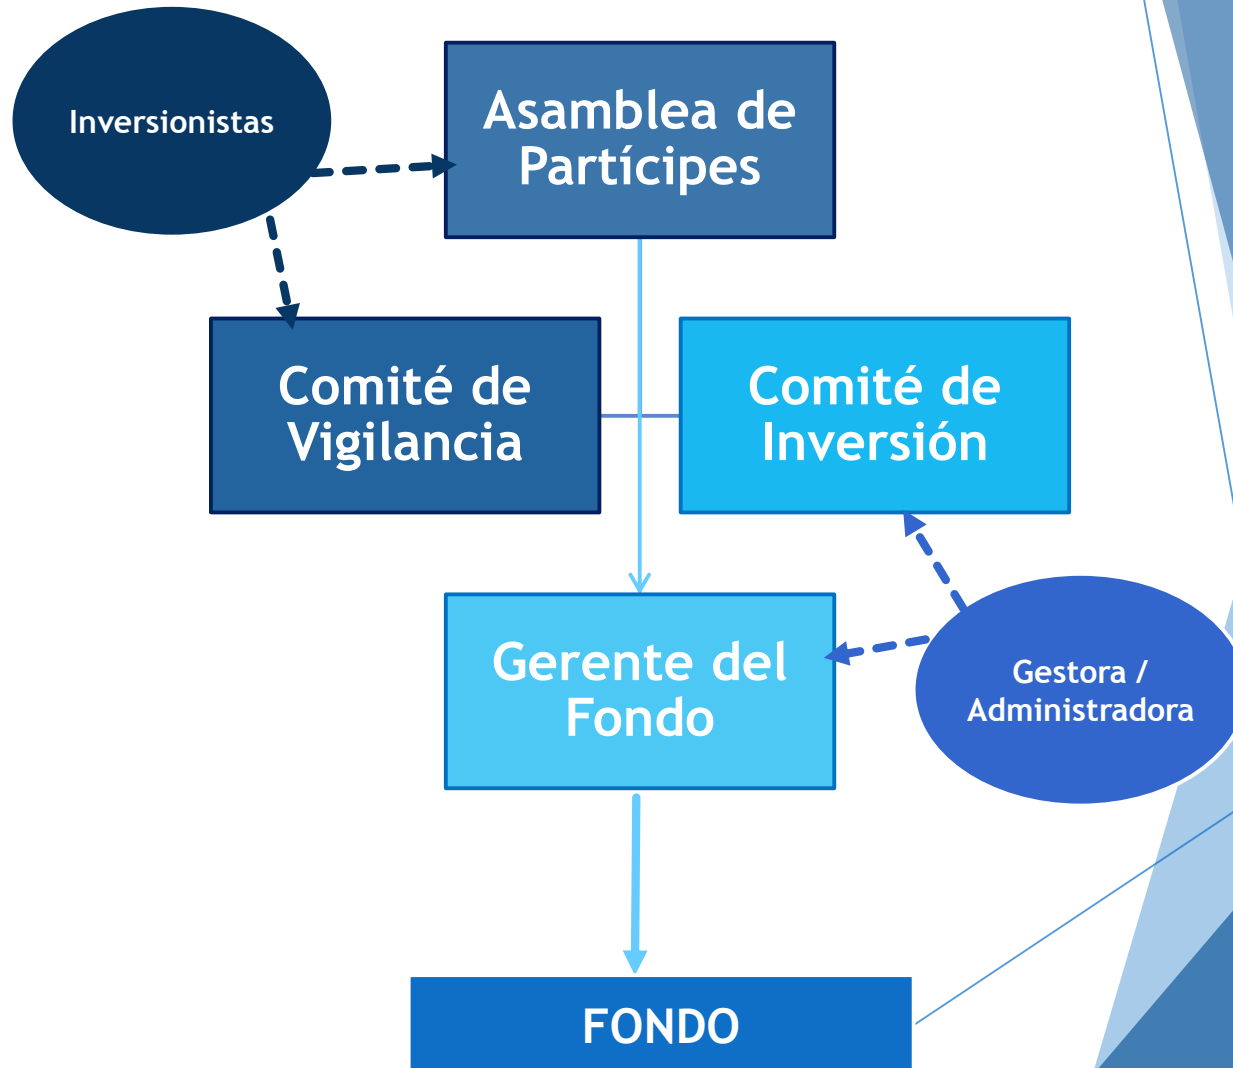 Inversionistas
Asamblea de
Partícipes
Comité de
Vigilancia
Comité de
Inversión
Gerente del
Fondo
Gestora /
Administradora
FONDO